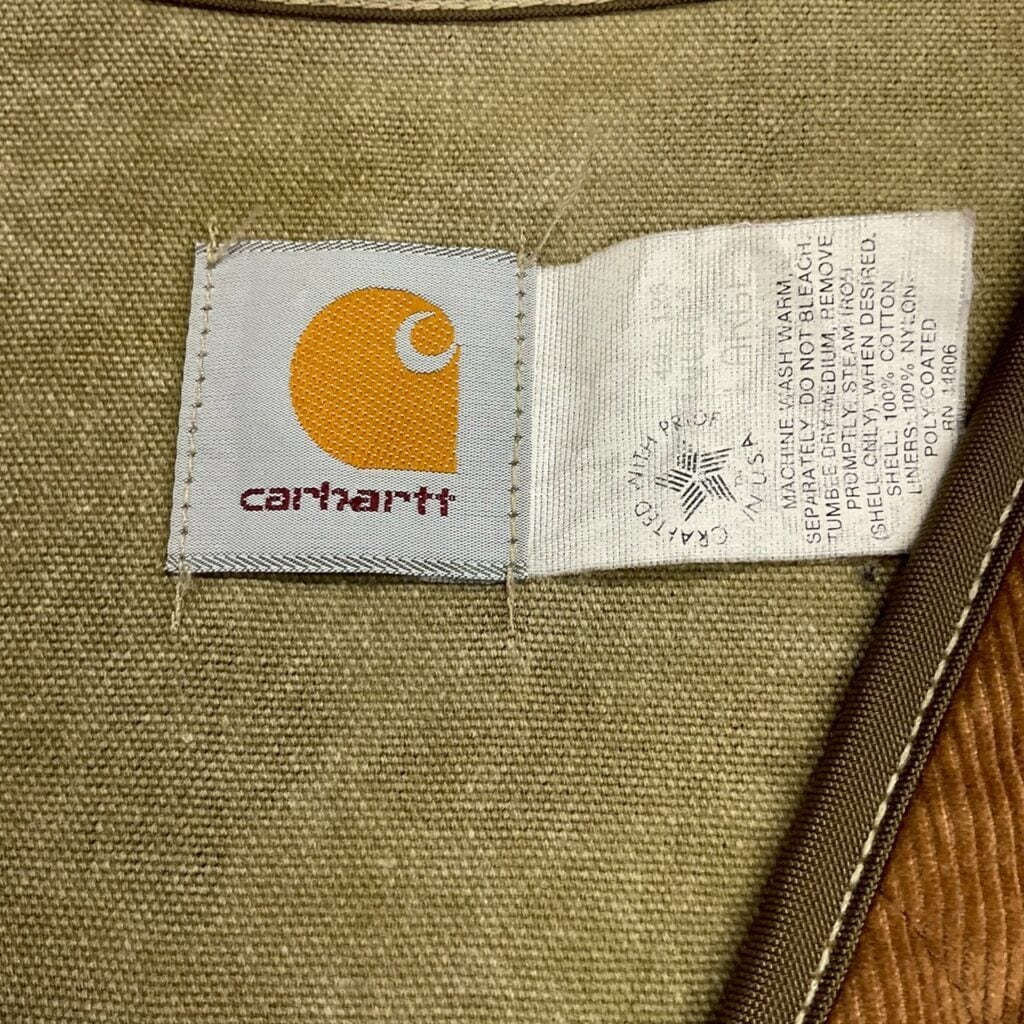 carhartt
CRAFTED WITH PRIDE
IN U.S.A.
MACHINE WASH WARM,
SEPARATELY. DO NOT BLEACH.
TUMBLE DRY MEDIUM, REMOVE
PROMPTLY. STEAM IRON
(SHELL ONLY), WHEN DESIRED.
SHELL: 100% COTTON
LINERS: 100% NYLON-
POLY COATED
RN 14806